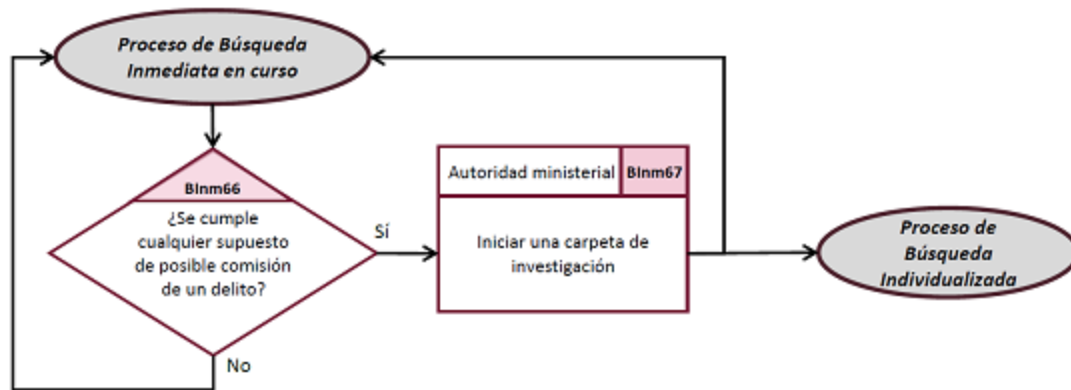 Proceso de Búsqueda
Inmediata en curso
BInm66
¿Se cumple
cualquier supuesto
de posible comisión
de un delito?
Sí
No
Autoridad ministerial
BInm67
Iniciar una carpeta de
investigación
Proceso de
Búsqueda
Individualizada